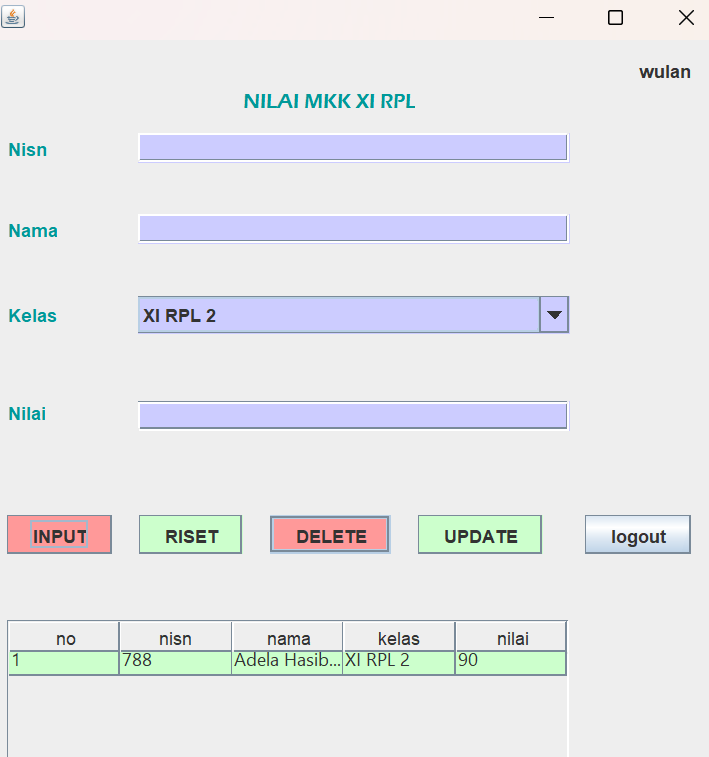 wulan
NILAI MKK XI RPL
Nisn
Nama
Kelas XI RPL 2
Nilai
INPUT RISET DELETE UPDATE logout
no nisn nama kelas nilai
1 788 Adela Hasib... XI RPL 2 90